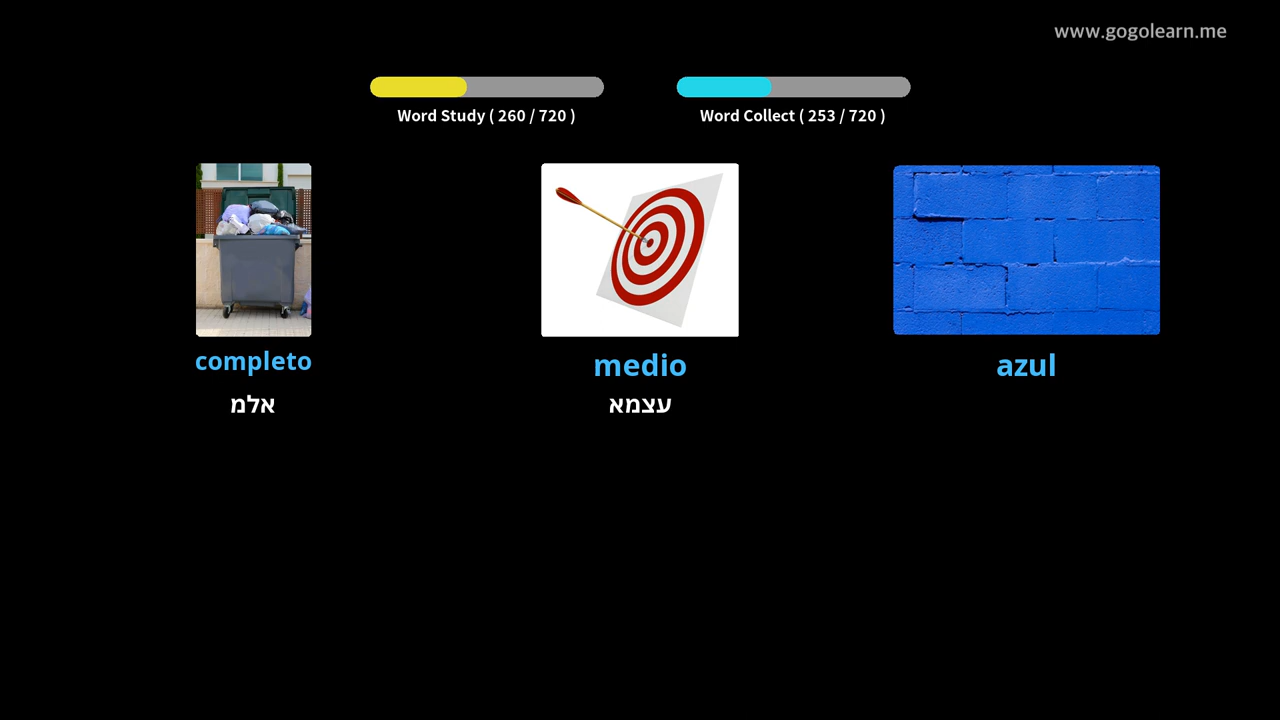 www.gogolearn.me
Word Study ( 260 / 720 )
Word Collect ( 253 / 720 )
completo
medio
azul
אלמ
עצמא